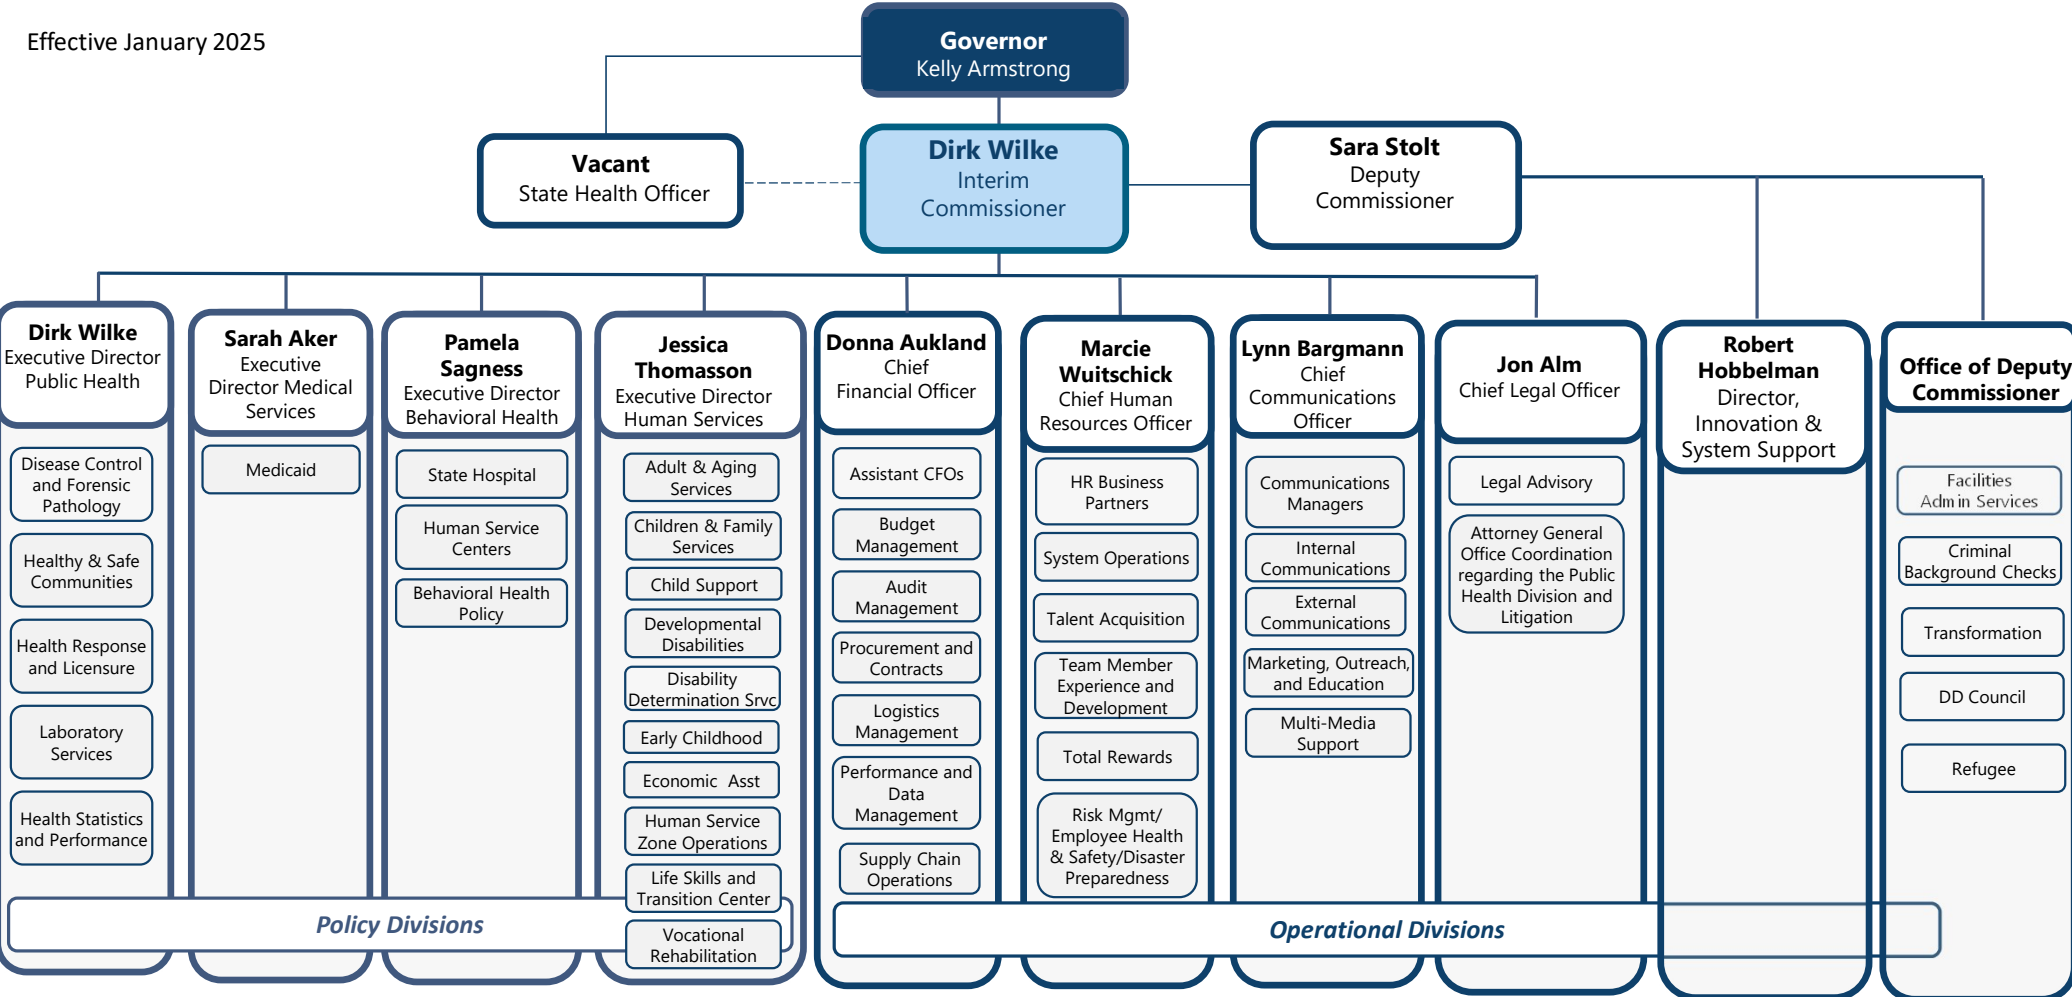 Effective January 2025
Governor
Kelly Armstrong
Vacant
State Health Officer
Dirk Wilke
Interim
Commissioner
Sara Stolt
Deputy
Commissioner
Dirk Wilke
Executive Director
Public Health
Disease Control
and Forensic
Pathology
Healthy & Safe
Communities
Health Response
and Licensure
Laboratory
Services
Health Statistics
and Performance
Sarah Aker
Executive
Director Medical
Services
Medicaid
Pamela
Sagness
Executive Director
Behavioral Health
State Hospital
Human Service
Centers
Behavioral Health
Policy
Jessica
Thomasson
Executive Director
Human Services
Adult & Aging
Services
Children & Family
Services
Child Support
Developmental
Disabilities
Disability
Determination Srvc
Early Childhood
Economic Asst
Human Service
Zone Operations
Life Skills and
Transition Center
Vocational
Rehabilitation
Policy Divisions
Donna Aukland
Chief
Financial Officer
Assistant CFOs
Budget
Management
Audit
Management
Procurement and
Contracts
Logistics
Management
Performance and
Data
Management
Supply Chain
Operations
Marcie
Wuitschick
Chief Human
Resources Officer
HR Business
Partners
System Operations
Talent Acquisition
Team Member
Experience and
Development
Total Rewards
Risk Mgmt/
Employee Health
& Safety/Disaster
Preparedness
Lynn Bargmann
Chief
Communications
Officer
Communications
Managers
Internal
Communications
External
Communications
Marketing, Outreach,
and Education
Multi-Media
Support
Jon Alm
Chief Legal Officer
Legal Advisory
Attorney General
Office Coordination
regarding the Public
Health Division and
Litigation
Robert
Hobbelman
Director,
Innovation &
System Support
Office of Deputy
Commissioner
Facilities
Admin Services
Criminal
Background Checks
Transformation
DD Council
Refugee
Operational Divisions